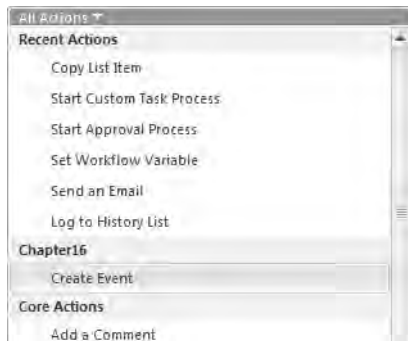 All Actions
Recent Actions
Copy List Item
Start Custom Task Process
Start Approval Process
Set Workflow Variable
Send an Email
Log to History List
Chapter16
Create Event
Core Actions
Add a Comment